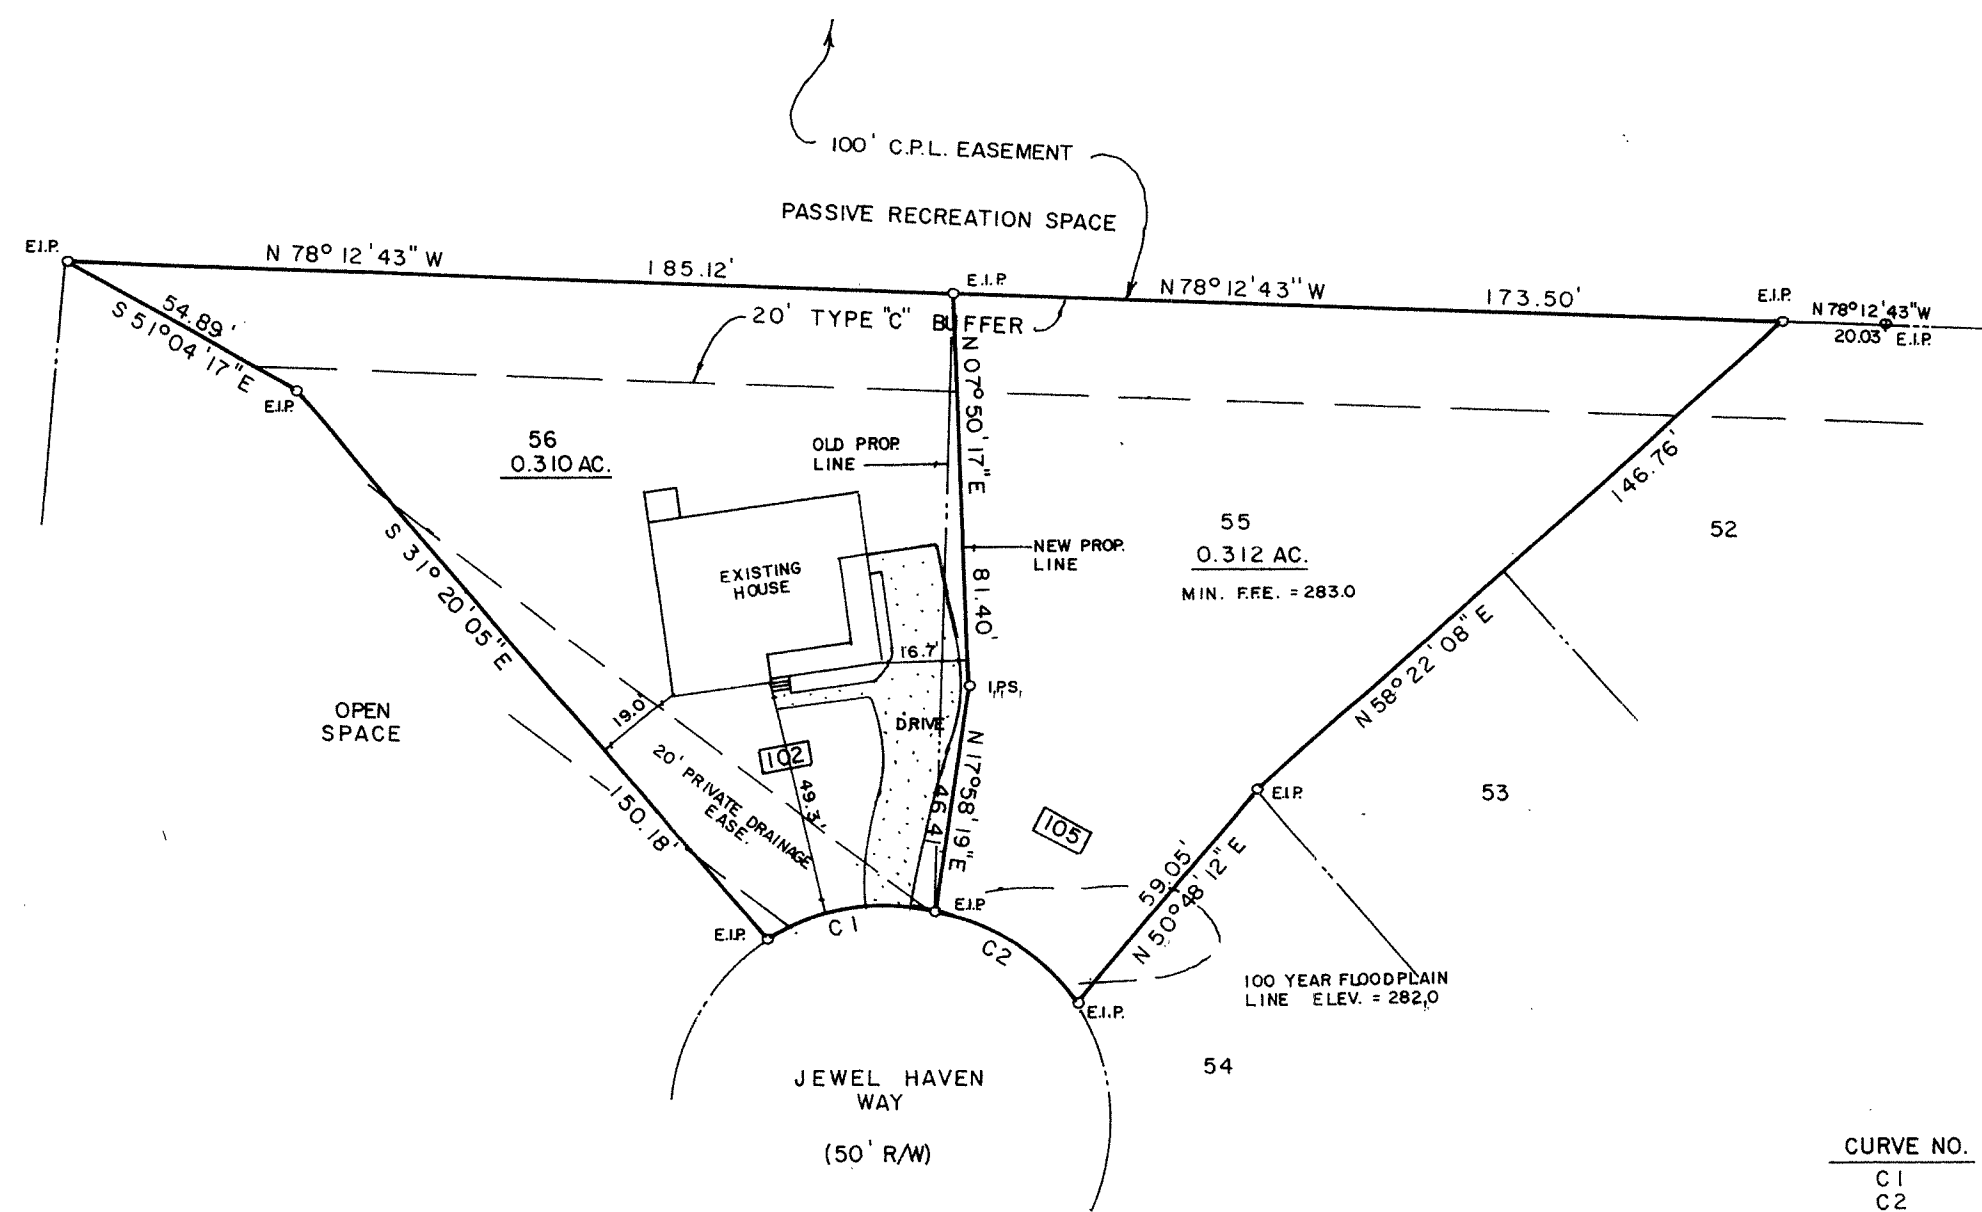 100' C.P.L. EASEMENT
PASSIVE RECREATION SPACE
E.I.P.
N 78° 12' 43" W
185.12'
E.I.P.
N 78° 12' 43" W
173.50'
E.I.P.
N 78° 12' 43" W
20.03' E.I.P.
54.89'
S 51° 04' 17" E
E.I.P.
20' TYPE "C" BUFFER
N 07° 50' 17" E
81.40'
56
0.310 AC.
OLD PROP.
LINE
NEW PROP.
LINE
55
0.312 AC.
MIN. F.F.E. = 283.0
146.76'
N 58° 22' 08" E
52
EXISTING
HOUSE
S 31° 20' 05" E
150.18'
OPEN
SPACE
16.7'
I.P.S.
19.0'
DRIVE
102
49.3'
20' PRIVATE DRAINAGE
EASE.
N 17° 58' 19" E
46.41'
105
E.I.P.
53
59.05'
N 50° 48' 12" E
E.I.P.
E.I.P.
C1
C2
E.I.P.
100 YEAR FLOODPLAIN
LINE ELEV. = 282.0
54
JEWEL HAVEN
WAY
(50' R/W)
CURVE NO.
C1
C2